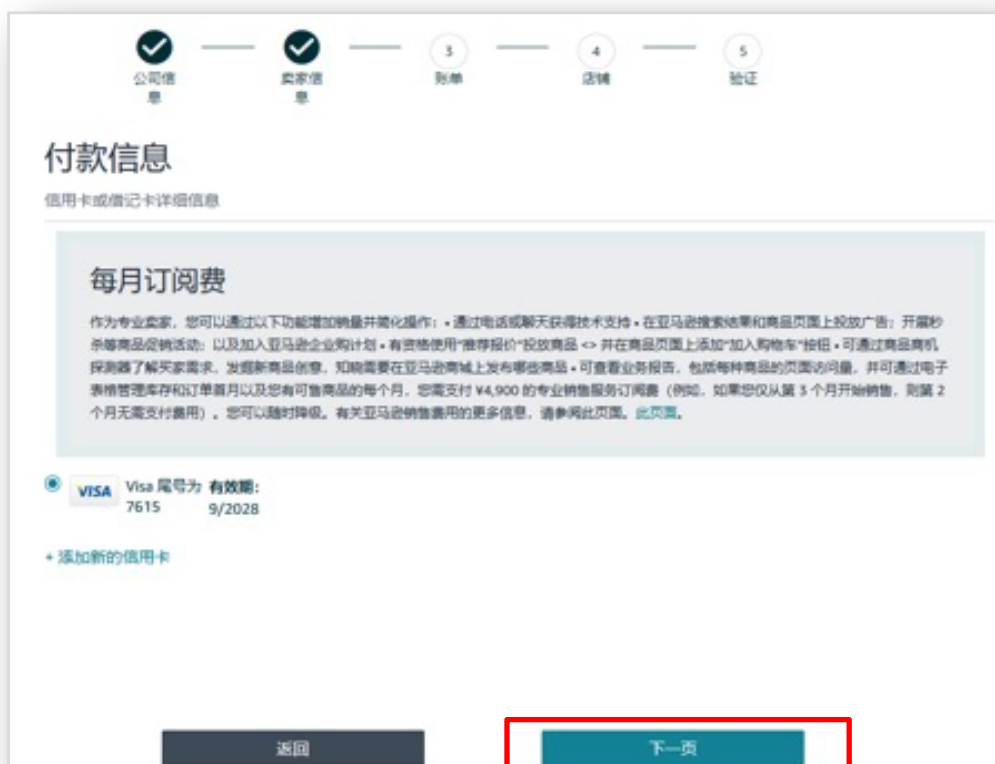 3
4
5
公司信
息
卖家信
息
账单
店铺
验证
付款信息
信用卡或借记卡详细信息
每月订阅费
作为专业卖家，您可以通过以下功能增加销量并简化操作：• 通过电话或聊天获得技术支持 • 在亚马逊搜索结果和商品页面上投放广告；开展秒
杀等商品促销活动；以及加入亚马逊企业购计划 • 有资格使用“推荐报价”投放商品 <> 并在商品页面上添加“加入购物车”按钮 • 可通过商品商机
探测器了解买家需求，发掘新商品创意，知晓需要在亚马逊商城上发布哪些商品 • 可查看业务报告，包括每种商品的页面访问量，并可通过电子
表格管理库存和订单首月以及您有可售商品的每个月，您需支付 ¥4,900 的专业销售服务订阅费（例如，如果您仅从第 3 个月开始销售，则第 2
个月无需支付费用）。您可以随时降级。有关亚马逊销售费用的更多信息，请参阅此页面。此页面。
VISA Visa 尾号为 有效期:
7615 9/2028
+ 添加新的信用卡
返回
下一页